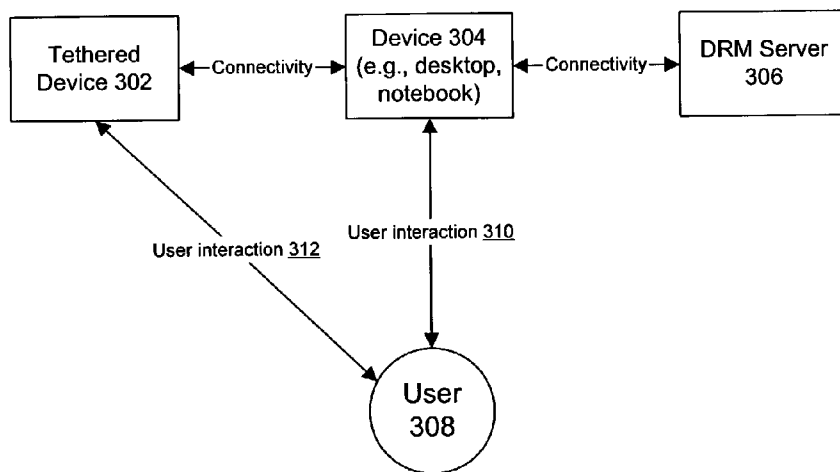 Tethered
Device 302
Connectivity
Device 304
(e.g., desktop,
notebook)
Connectivity
DRM Server
306
User interaction 312
User interaction 310
User
308